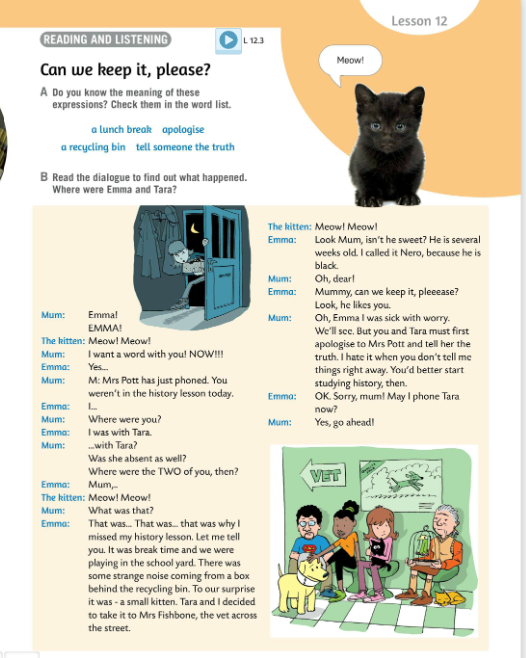 Lesson 12
READING AND LISTENING
L 12.3
Can we keep it, please?
Meow!
A Do you know the meaning of these
expressions? Check them in the word list.
a lunch break apologise
a recycling bin tell someone the truth
B Read the dialogue to find out what happened.
Where were Emma and Tara?
Mum: Emma!
EMMA!
The kitten: Meow! Meow!
Mum: I want a word with you! NOW!!!
Emma: Yes...
Mum: M: Mrs Pott has just phoned. You
weren't in the history lesson today.
Emma: I...
Mum: Where were you?
Emma: I was with Tara.
Mum: ...with Tara?
Was she absent as well?
Where were the TWO of you, then?
Emma: Mum,..
The kitten: Meow! Meow!
Mum: What was that?
Emma: That was... That was... that was why I
missed my history lesson. Let me tell
you. It was break time and we were
playing in the school yard. There was
some strange noise coming from a box
behind the recycling bin. To our surprise
it was - a small kitten. Tara and I decided
to take it to Mrs Fishbone, the vet across
the street.
The kitten: Meow! Meow!
Emma: Look Mum, isn't he sweet? He is several
weeks old. I called it Nero, because he is
black.
Mum: Oh, dear!
Emma: Mummy, can we keep it, pleeease?
Look, he likes you.
Mum: Oh, Emma I was sick with worry.
We'll see. But you and Tara must first
apologise to Mrs Pott and tell her the
truth. I hate it when you don't tell me
things right away. You'd better start
studying history, then.
Emma: OK. Sorry, mum! May I phone Tara
now?
Mum: Yes, go ahead!
VET